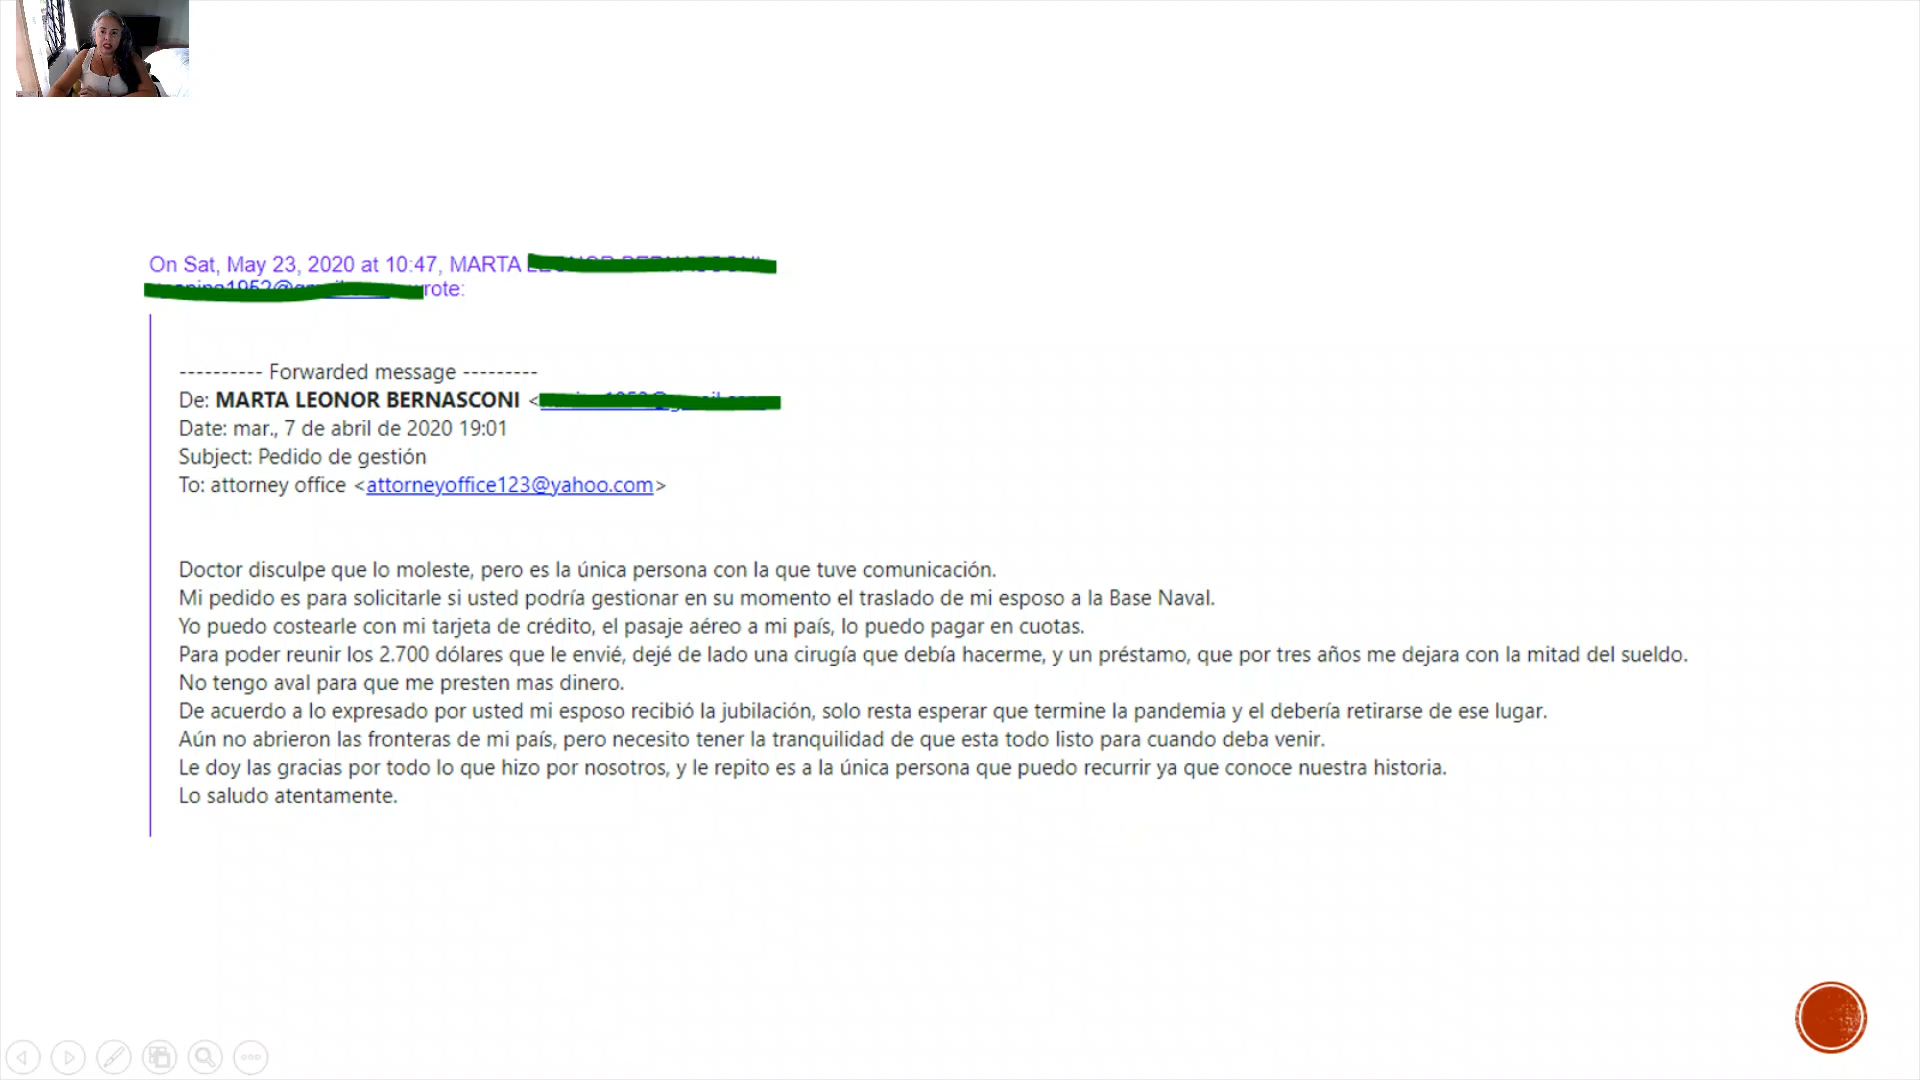 On Sat, May 23, 2020 at 10:47, MARTA
rote:
---------- Forwarded message ---------
De: MARTA LEONOR BERNASCONI <
Date: mar., 7 de abril de 2020 19:01
Subject: Pedido de gestión
To: attorney office <attorneyoffice123@yahoo.com>
Doctor disculpe que lo moleste, pero es la única persona con la que tuve comunicación.
Mi pedido es para solicitarle si usted podría gestionar en su momento el traslado de mi esposo a la Base Naval.
Yo puedo costearle con mi tarjeta de crédito, el pasaje aéreo a mi país, lo puedo pagar en cuotas.
Para poder reunir los 2.700 dólares que le envié, dejé de lado una cirugía que debía hacerme, y un préstamo, que por tres años me dejara con la mitad del sueldo.
No tengo aval para que me presten mas dinero.
De acuerdo a lo expresado por usted mi esposo recibió la jubilación, solo resta esperar que termine la pandemia y el debería retirarse de ese lugar.
Aún no abrieron las fronteras de mi país, pero necesito tener la tranquilidad de que esta todo listo para cuando deba venir.
Le doy las gracias por todo lo que hizo por nosotros, y le repito es a la única persona que puedo recurrir ya que conoce nuestra historia.
Lo saludo atentamente.